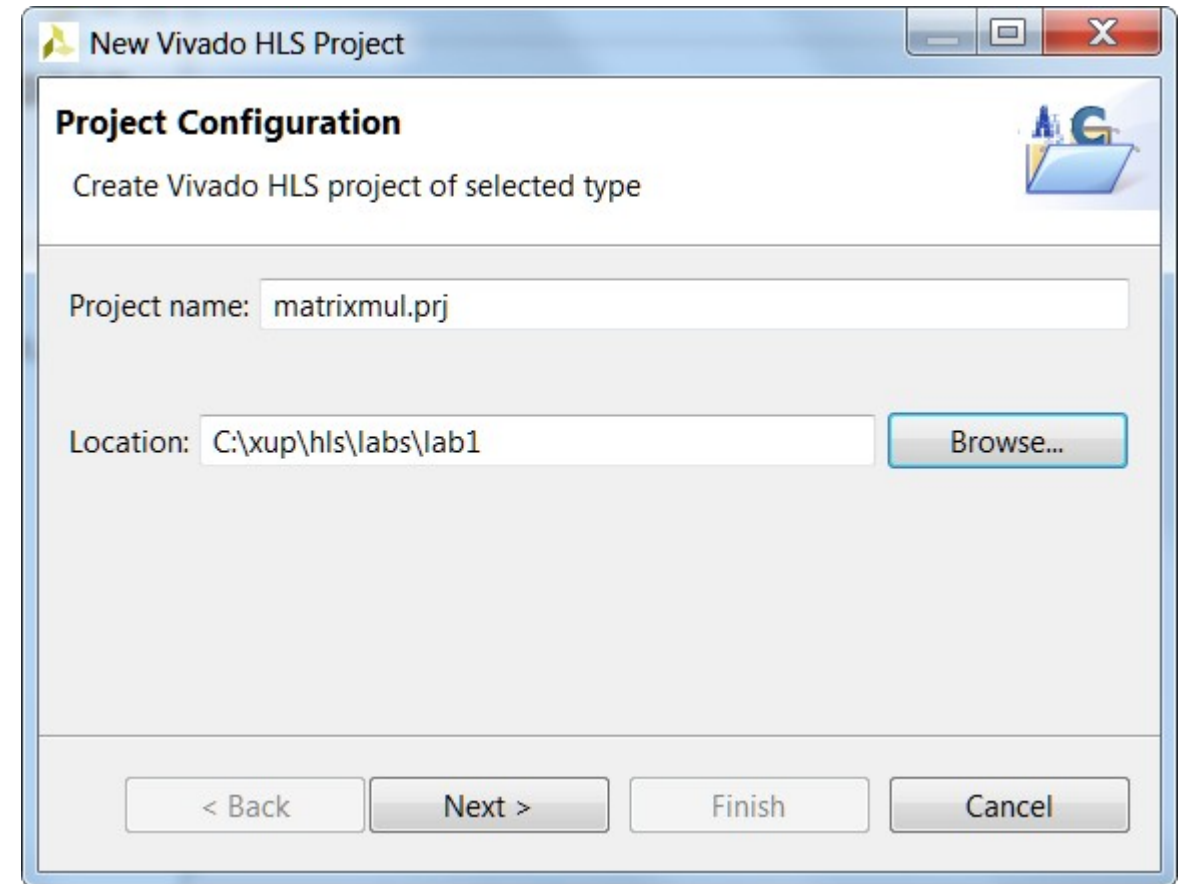 New Vivado HLS Project
Project Configuration
Create Vivado HLS project of selected type
Project name: matrixmul.prj
Location: C:\xup\hls\labs\lab1 Browse...
< Back Next > Finish Cancel